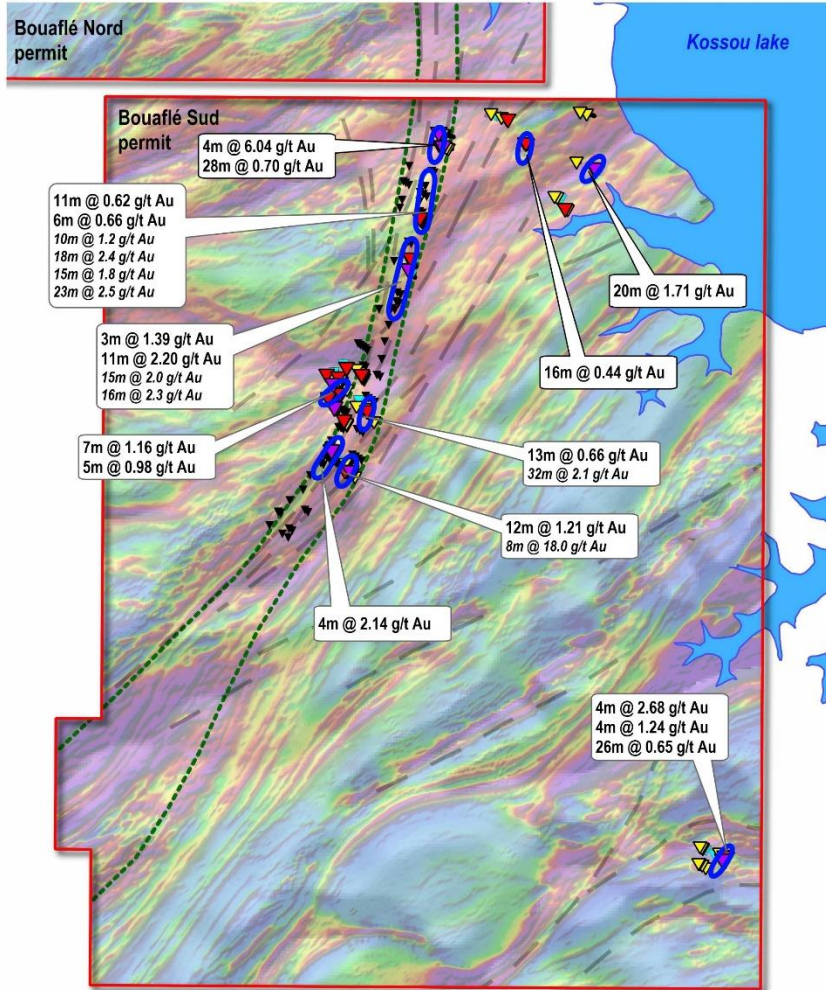 Bouaflé Nord
permit
Kossou lake
Bouaflé Sud
permit
4m @ 6.04 g/t Au
28m @ 0.70 g/t Au
11m @ 0.62 g/t Au
6m @ 0.66 g/t Au
10m @ 1.2 g/t Au
18m @ 2.4 g/t Au
15m @ 1.8 g/t Au
23m @ 2.5 g/t Au
20m @ 1.71 g/t Au
3m @ 1.39 g/t Au
11m @ 2.20 g/t Au
15m @ 2.0 g/t Au
16m @ 2.3 g/t Au
16m @ 0.44 g/t Au
7m @ 1.16 g/t Au
5m @ 0.98 g/t Au
13m @ 0.66 g/t Au
32m @ 2.1 g/t Au
12m @ 1.21 g/t Au
8m @ 18.0 g/t Au
4m @ 2.14 g/t Au
4m @ 2.68 g/t Au
4m @ 1.24 g/t Au
26m @ 0.65 g/t Au